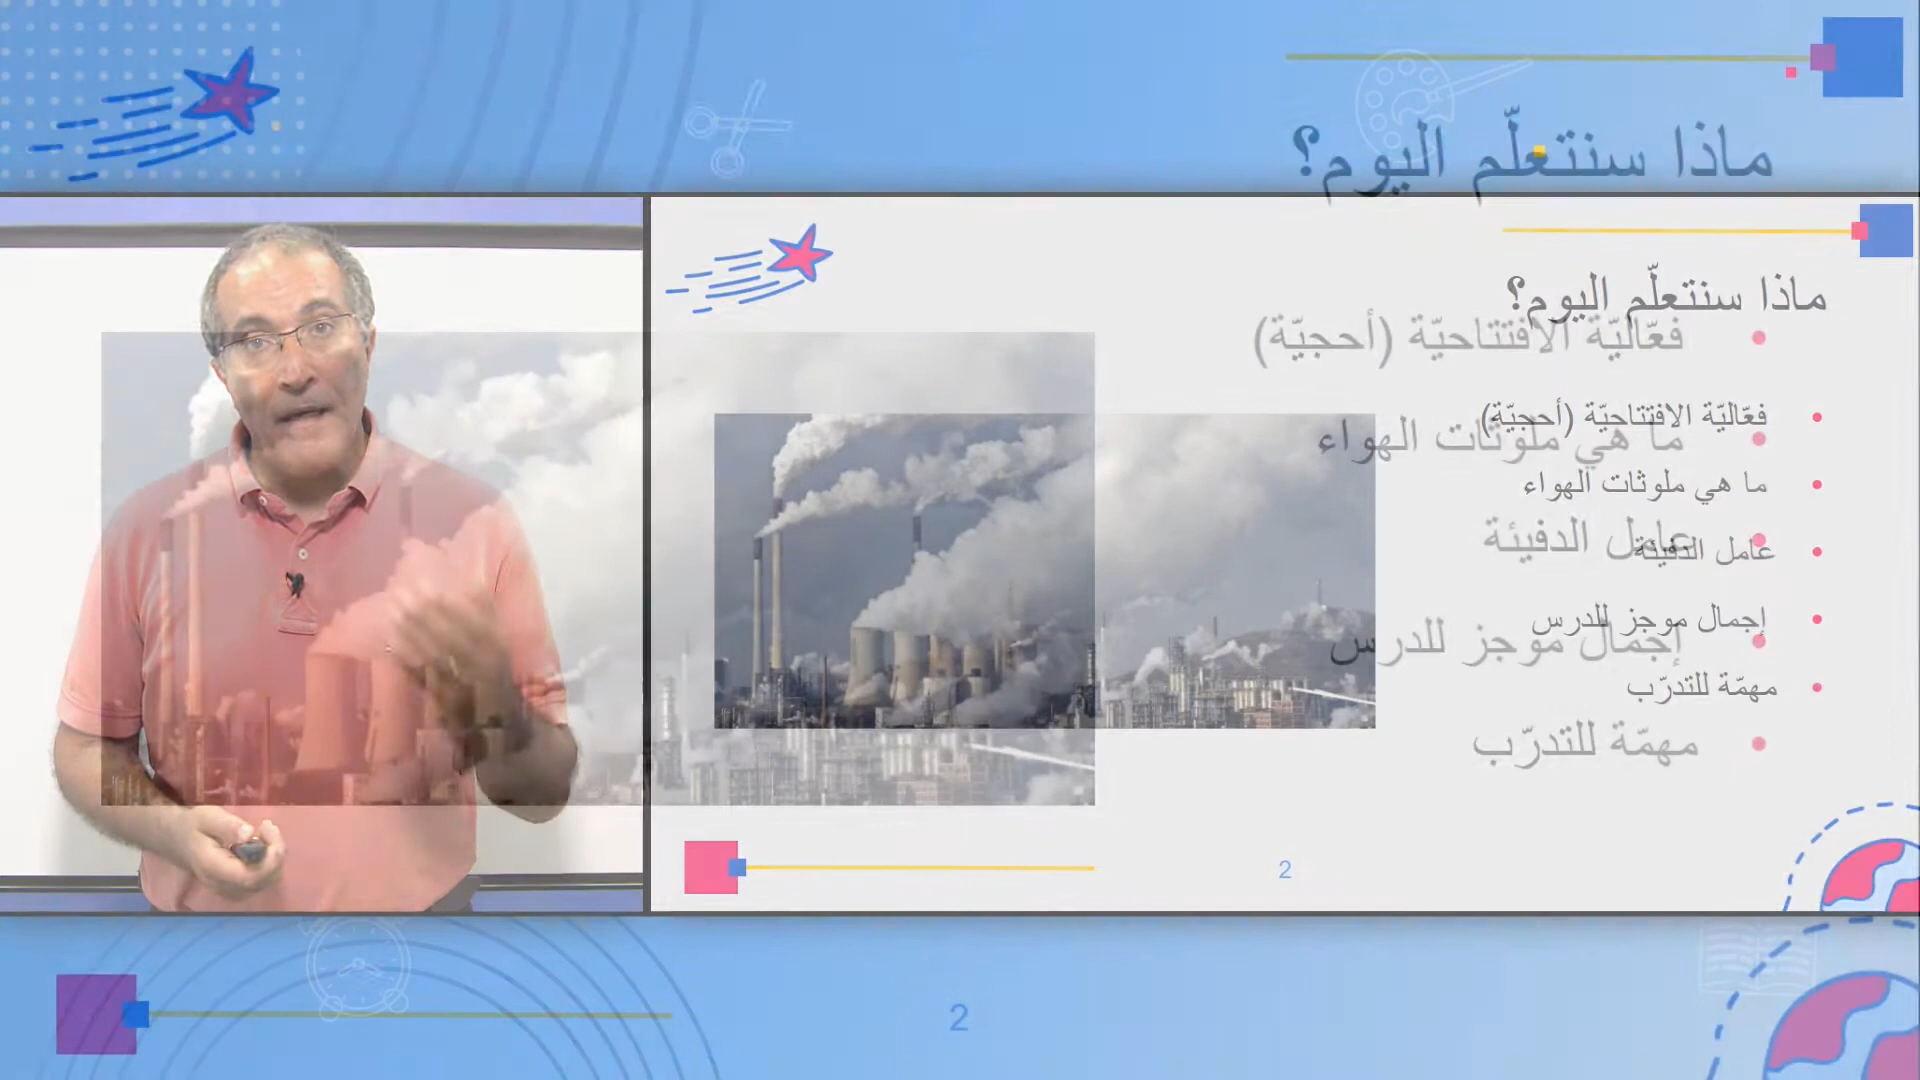 ماذا سنتعلّم اليوم؟
ماذا سنتعلّم اليوم؟
فعّاليّة الافتتاحيّة (أحجيّة)
فعّاليّة الافتتاحيّة (أحجيّة)
ما هي ملوثات الهواء
ما هي ملوثات الهواء
عامل الدفيئة
عامل الدفيئة
إجمال موجز للدرس
إجمال موجز للدرس
مهمّة للتدرّب
مهمّة للتدرّب
2
2